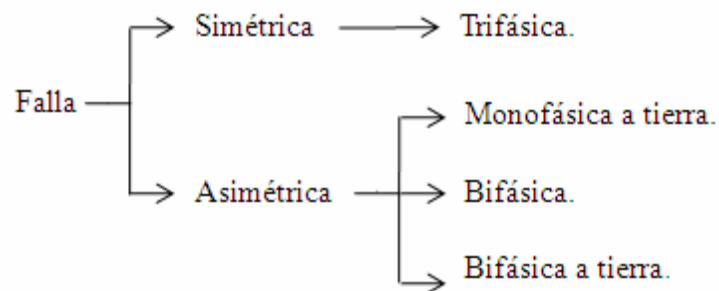 Simétrica Trifásica.
Falla
Monofásica a tierra.
Asimétrica Bifásica.
Bifásica a tierra.